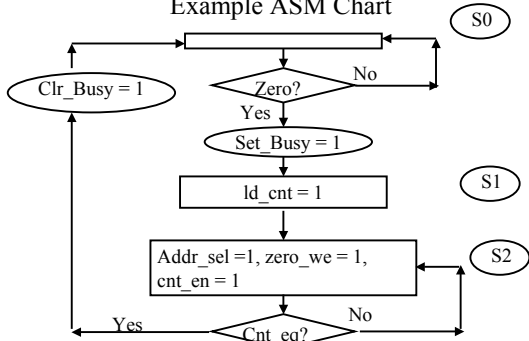 Example ASM Chart
S0
No
Clr_Busy = 1
Zero?
Yes
Set_Busy = 1
ld_cnt = 1
S1
S2
Addr_sel =1, zero_we = 1,
cnt_en = 1
Yes
No
Cnt_eq?